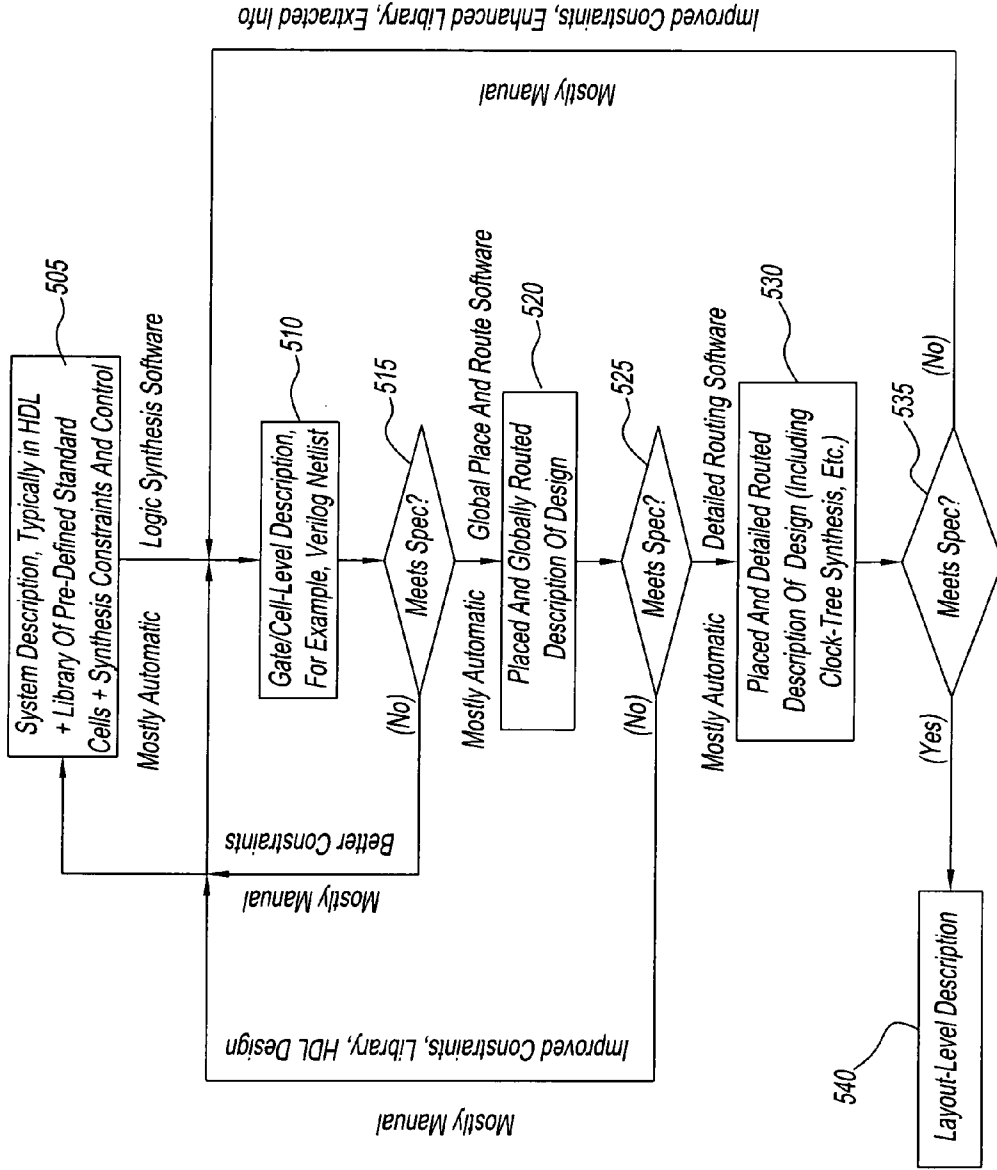 System Description, Typically in HDL
+ Library Of Pre-Defined Standard
Cells + Synthesis Constraints And Control
505
Mostly Automatic
Logic Synthesis Software
Gate/Cell-Level Description,
For Example, Verilog Netlist
510
Meets Spec?
515
(No)
Better Constraints
Mostly Manual
Mostly Automatic
Global Place And Route Software
Placed And Globally Routed
Description Of Design
520
Meets Spec?
525
(No)
Improved Constraints, Library, HDL Design
Mostly Manual
Mostly Automatic
Detailed Routing Software
Placed And Detailed Routed
Description Of Design (Including
Clock-Tree Synthesis, Etc.)
530
Meets Spec?
535
(No)
Mostly Manual
Improved Constraints, Enhanced Library, Extracted Info
(Yes)
Layout-Level Description
540